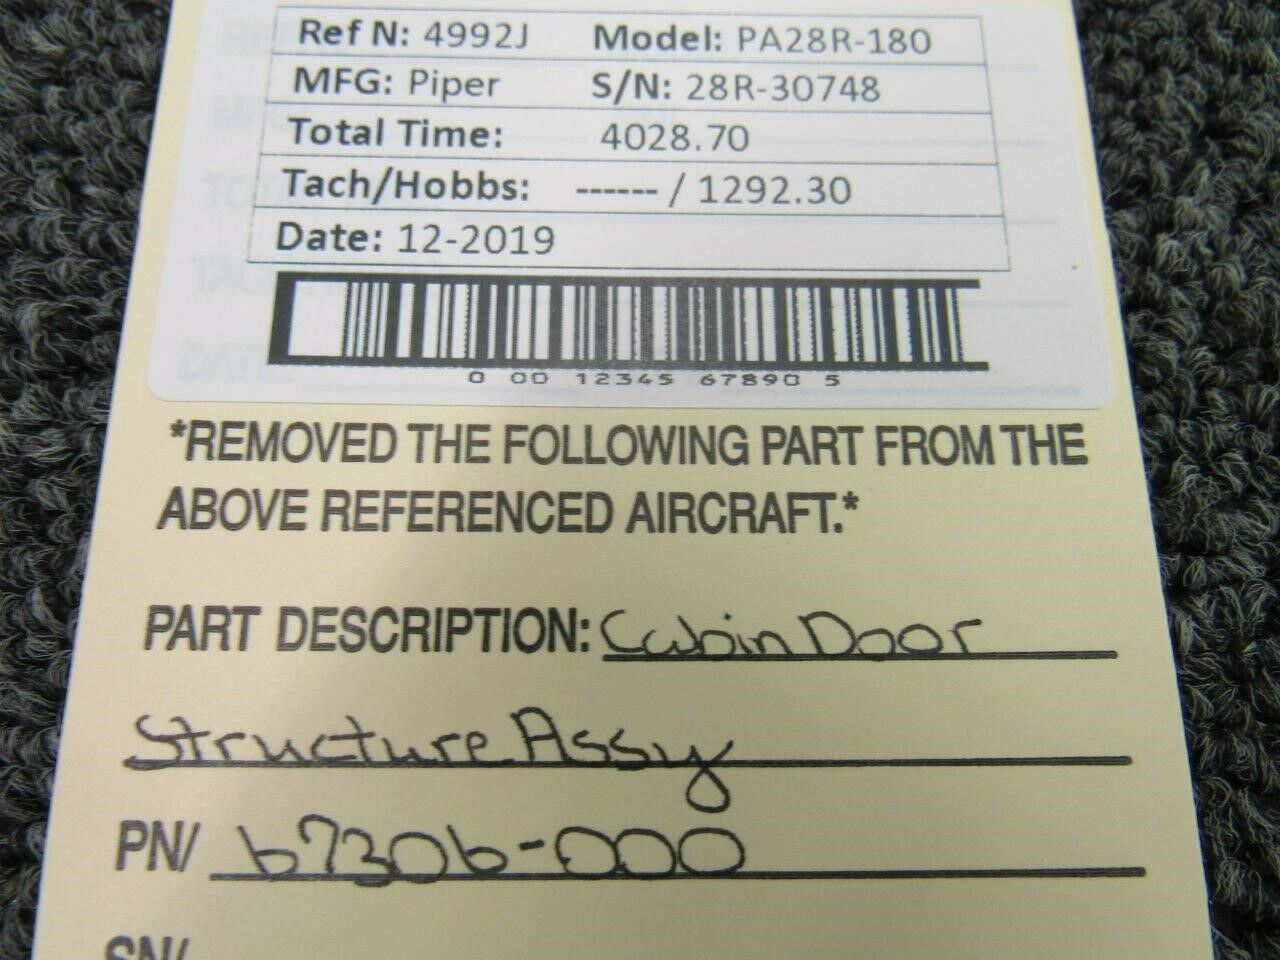 Ref N: 4992J Model: PA28R-180
MFG: Piper S/N: 28R-30748
Total Time: 4028.70
Tach/Hobbs: ------ / 1292.30
Date: 12-2019
0 00 12345 67890 5
*REMOVED THE FOLLOWING PART FROM THE
ABOVE REFERENCED AIRCRAFT.*
PART DESCRIPTION: Cabin Door
Structure Assy
PN/ 67306-000
SN/